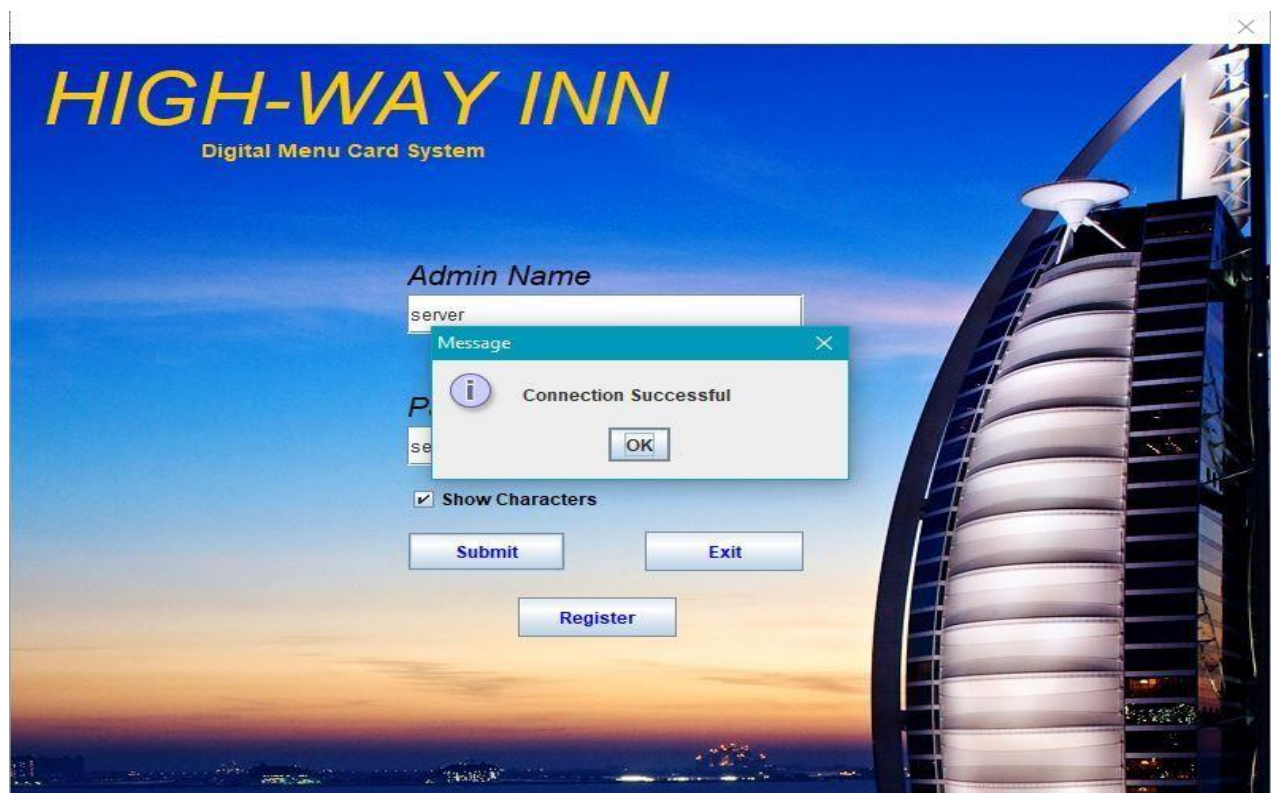 HIGH-WAY INN
Digital Menu Card System
Admin Name
server
Message
Connection Successful
OK
Show Characters
Submit
Exit
Register